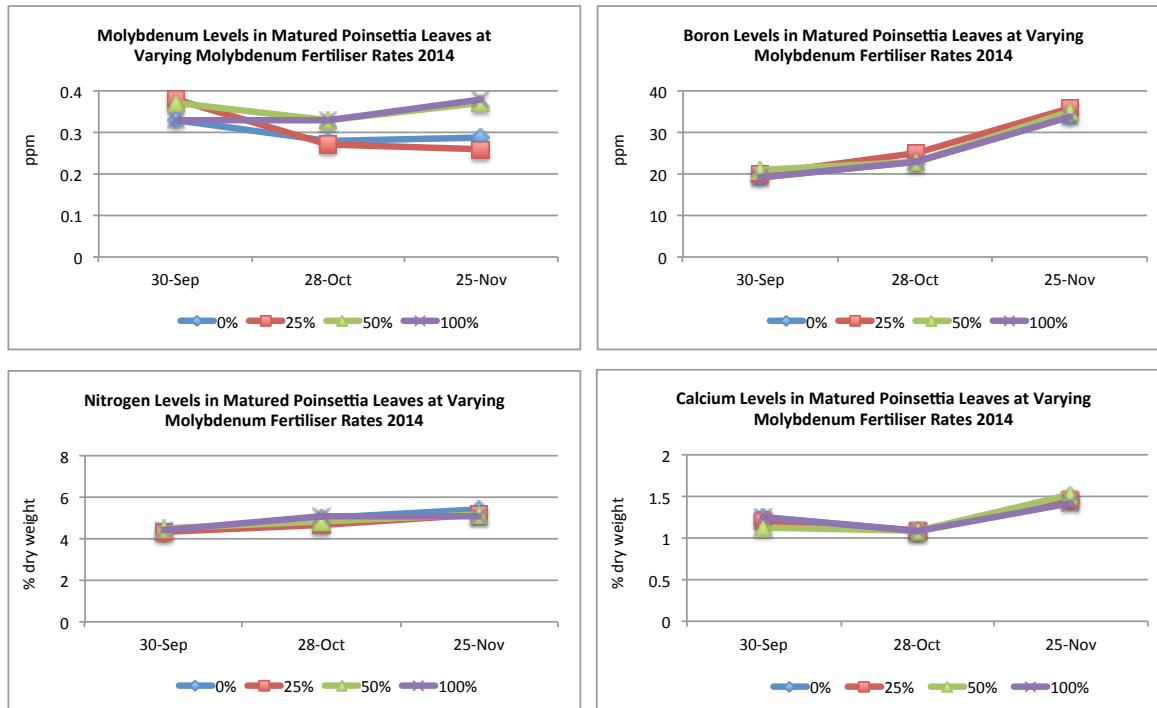 Molybdenum Levels in Matured Poinsettia Leaves at
Varying Molybdenum Fertiliser Rates 2014
ppm
0.4
0.3
0.2
0.1
0
30-Sep 28-Oct 25-Nov
0% 25% 50% 100%
Boron Levels in Matured Poinsettia Leaves at Varying
Molybdenum Fertiliser Rates 2014
ppm
40
30
20
10
0
30-Sep 28-Oct 25-Nov
0% 25% 50% 100%
Nitrogen Levels in Matured Poinsettia Leaves at Varying
Molybdenum Fertiliser Rates 2014
% dry weight
8
6
4
2
0
30-Sep 28-Oct 25-Nov
0% 25% 50% 100%
Calcium Levels in Matured Poinsettia Leaves at Varying
Molybdenum Fertiliser Rates 2014
% dry weight
2
1.5
1
0.5
0
30-Sep 28-Oct 25-Nov
0% 25% 50% 100%